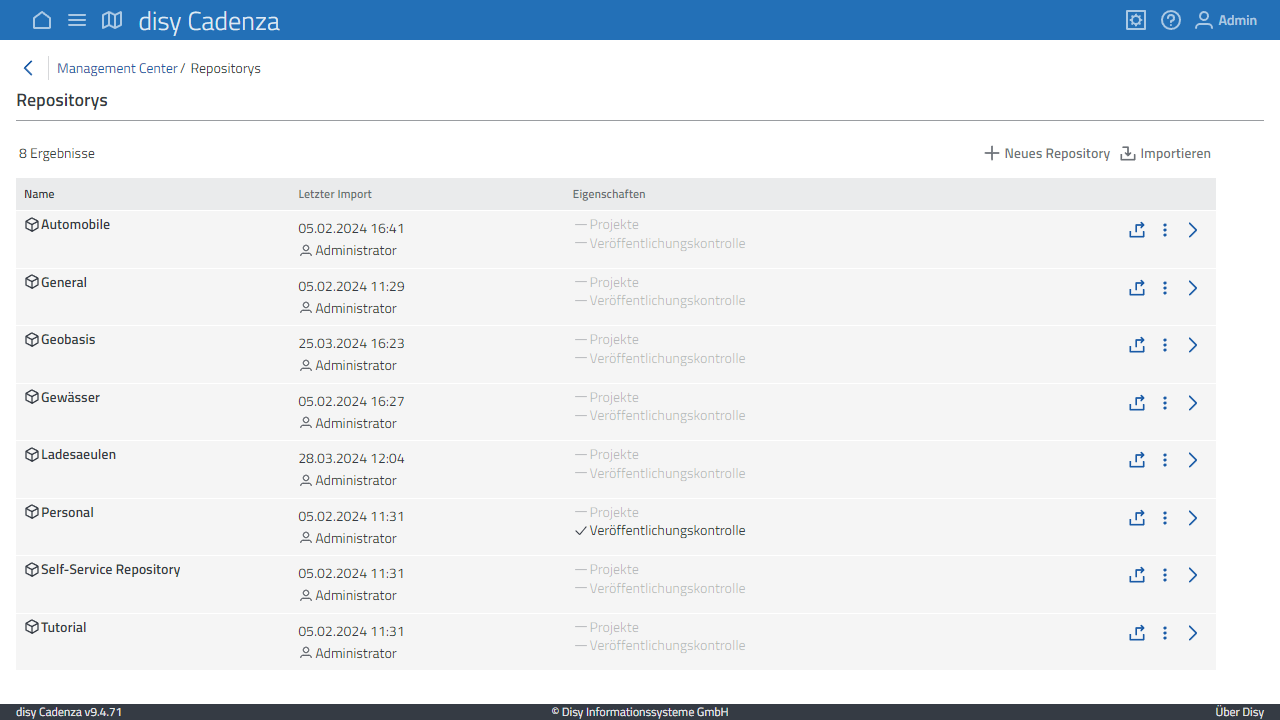 disy Cadenza
Admin
Management Center / Repositorys
Repositorys
8 Ergebnisse
Neues Repository
Importieren
Name
Letzter Import
Eigenschaften
Automobile
05.02.2024 16:41
Administrator
Projekte
Veröffentlichungskontrolle
General
05.02.2024 11:29
Administrator
Projekte
Veröffentlichungskontrolle
Geobasis
25.03.2024 16:23
Administrator
Projekte
Veröffentlichungskontrolle
Gewässer
05.02.2024 16:27
Administrator
Projekte
Veröffentlichungskontrolle
Ladesaeulen
28.03.2024 12:04
Administrator
Projekte
Veröffentlichungskontrolle
Personal
05.02.2024 11:31
Administrator
Projekte
Veröffentlichungskontrolle
Self-Service Repository
05.02.2024 11:31
Administrator
Projekte
Veröffentlichungskontrolle
Tutorial
05.02.2024 11:31
Administrator
Projekte
Veröffentlichungskontrolle
disy Cadenza v9.4.71
© Disy Informationssysteme GmbH
Über Disy